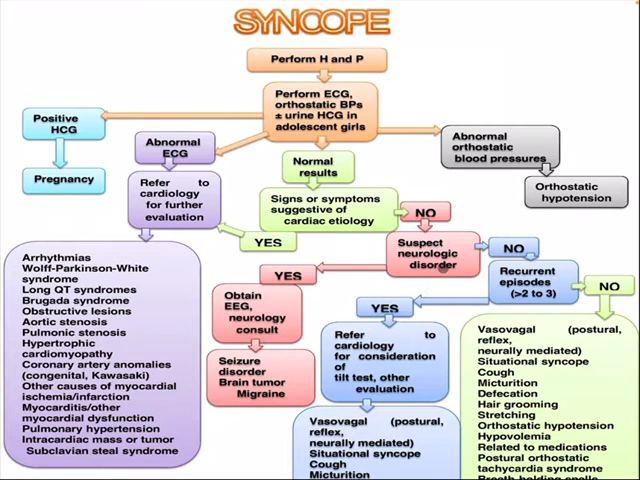 SYNCOPE
Perform H and P
Perform ECG,
orthostatic BPs
± urine HCG in
adolescent girls
Positive
HCG
Pregnancy
Abnormal
ECG
Refer to
cardiology
for further
evaluation
Normal
results
Abnormal
orthostatic
blood pressures
Orthostatic
hypotension
Signs or symptoms
suggestive of
cardiac etiology
YES
NO
Suspect
neurologic
disorder
YES
NO
Obtain
EEG,
neurology
consult
Seizure
disorder
Brain tumor
Migraine
Recurrent
episodes
(>2 to 3)
YES
NO
Refer to
cardiology
for consideration
of
tilt test, other
evaluation
Arrhythmias
Wolff-Parkinson-White
syndrome
Long QT syndromes
Brugada syndrome
Obstructive lesions
Aortic stenosis
Pulmonic stenosis
Hypertrophic
cardiomyopathy
Coronary artery anomalies
(congenital, Kawasaki)
Other causes of myocardial
ischemia/infarction
Myocarditis/other
myocardial dysfunction
Pulmonary hypertension
Intracardiac mass or tumor
Subclavian steal syndrome
Vasovagal (postural,
reflex,
neurally mediated)
Situational syncope
Cough
Micturition
Vasovagal (postural,
reflex,
neurally mediated)
Situational syncope
Cough
Micturition
Defecation
Hair grooming
Stretching
Orthostatic hypotension
Hypovolemia
Related to medications
Postural orthostatic
tachycardia syndrome
Breath-holding spells